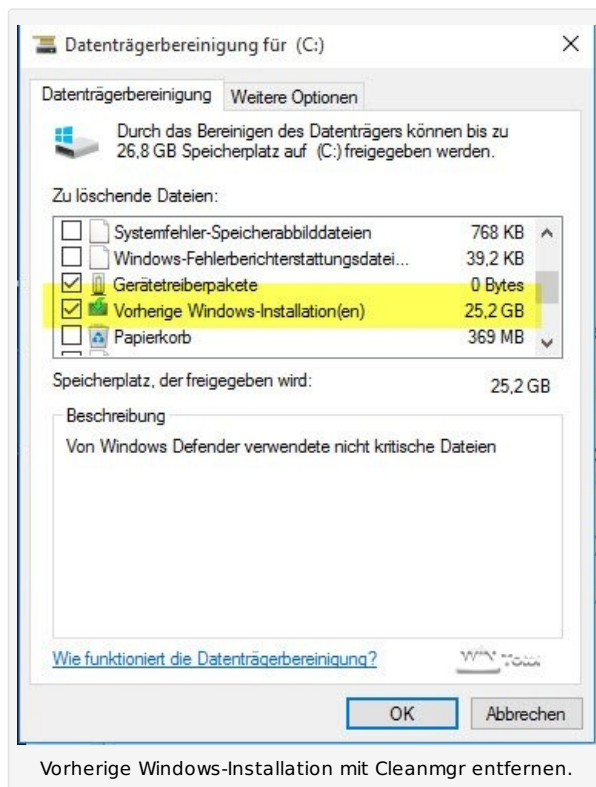 Datenträgerbereinigung für (C:)
Datenträgerbereinigung
Weitere Optionen
Durch das Bereinigen des Datenträgers können bis zu
26,8 GB Speicherplatz auf (C:) freigegeben werden.
Zu löschende Dateien:
Systemfehler-Speicherabbilddateien 768 KB
Windows-Fehlerberichterstattungsdatei... 39,2 KB
Gerätetreiberpakete 0 Bytes
Vorherige Windows-Installation(en) 25,2 GB
Papierkorb 369 MB
Speicherplatz, der freigegeben wird: 25,2 GB
Beschreibung
Von Windows Defender verwendete nicht kritische Dateien
Wie funktioniert die Datenträgerbereinigung?
OK
Abbrechen
Vorherige Windows-Installation mit Cleanmgr entfernen.